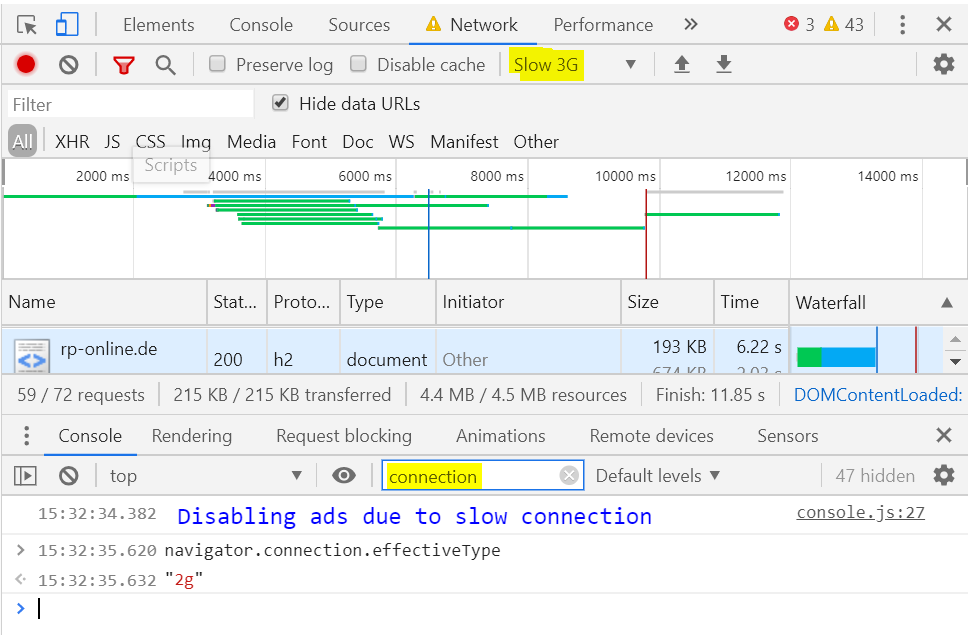 Elements Console Sources Network Performance 3 43
Preserve log Disable cache Slow 3G
Filter Hide data URLs
All XHR JS CSS Img Media Font Doc WS Manifest Other
Scripts
2000 ms 4000 ms 6000 ms 8000 ms 10000 ms 12000 ms 14000 ms
Name Stat... Proto... Type Initiator Size Time Waterfall
rp-online.de 200 h2 document Other 193 KB 6.22 s
674 KB 2.02 s
59 / 72 requests 215 KB / 215 KB transferred 4.4 MB / 4.5 MB resources Finish: 11.85 s DOMContentLoaded:
Console Rendering Request blocking Animations Remote devices Sensors
top connection Default levels 47 hidden
15:32:34.382 Disabling ads due to slow connection console.js:27
> 15:32:35.620 navigator.connection.effectiveType
15:32:35.632 "2g"
>